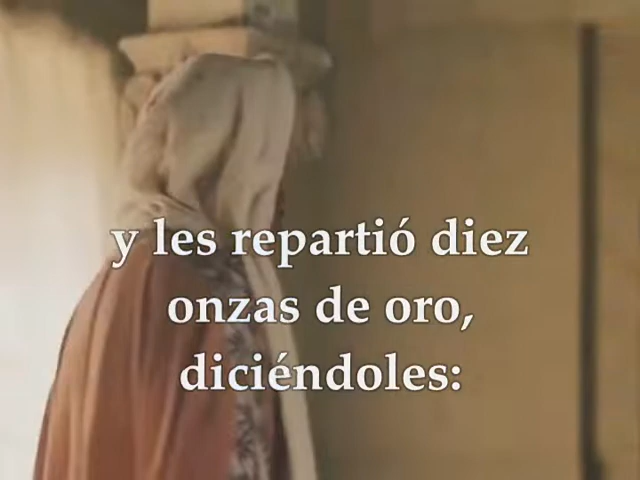 y les repartió diez
onzas de oro,
diciéndoles: